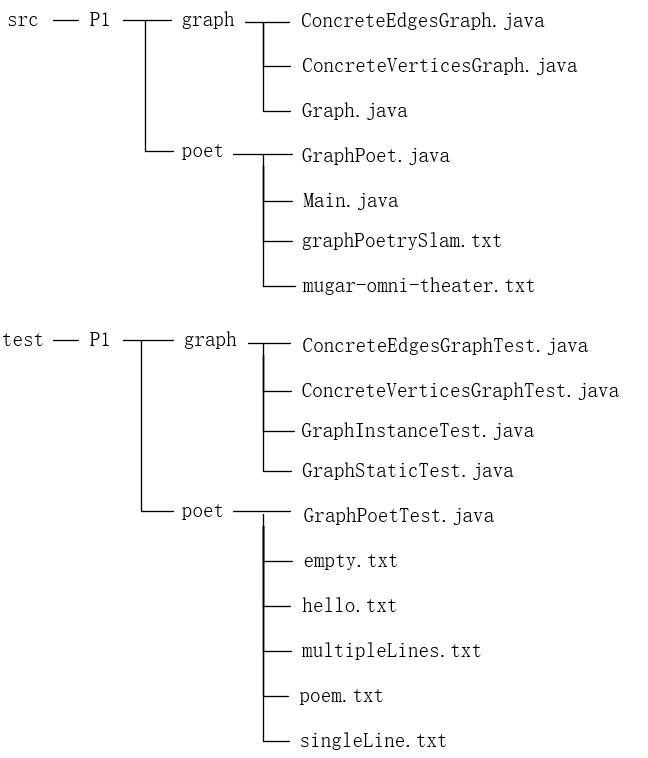 src P1 graph ConcreteEdgesGraph.java
ConcreteVerticesGraph.java
Graph.java
poet GraphPoet.java
Main.java
graphPoetrySlam.txt
mugar-omni-theater.txt
test P1 graph ConcreteEdgesGraphTest.java
ConcreteVerticesGraphTest.java
GraphInstanceTest.java
GraphStaticTest.java
poet GraphPoetTest.java
empty.txt
hello.txt
multipleLines.txt
poem.txt
singleLine.txt